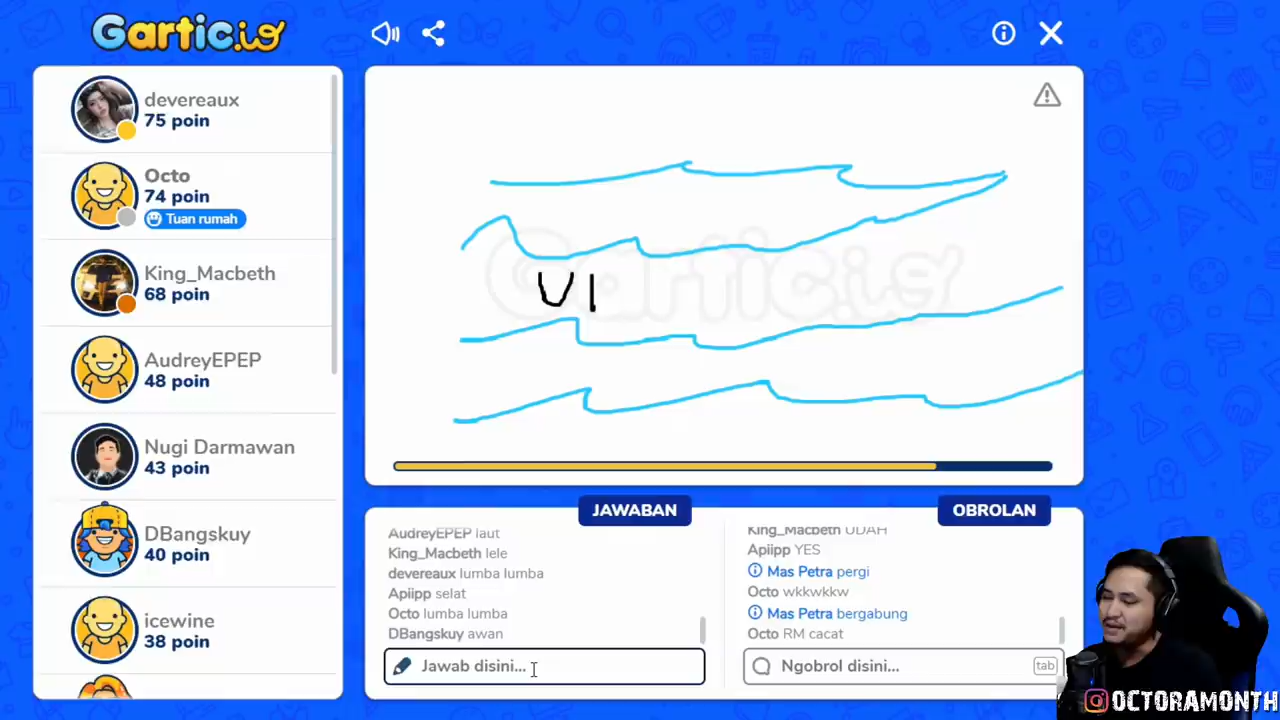 Gartic.io
devereaux
75 poin
Octo
74 poin
Tuan rumah
King_Macbeth
68 poin
AudreyEPEP
48 poin
Nugi Darmawan
43 poin
DBangskuy
40 poin
icewine
38 poin
Gartic.io
UI
JAWABAN
AudreyEPEP laut
King_Macbeth lele
devereaux lumba lumba
Apiipp selat
Octo lumba lumba
DBangskuy awan
Jawab disini...
OBROLAN
King_Macbeth UDAH
Apiipp YES
Mas Petra pergi
Octo wkkwkkw
Mas Petra bergabung
Octo RM cacat
Ngobrol disini...
tab
OCTORAMONTH